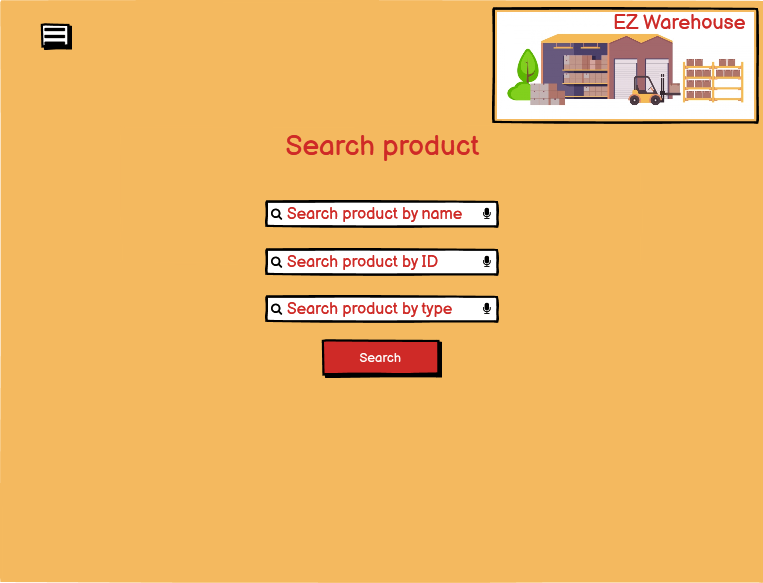 EZ Warehouse
Search product
Search product by name
Search product by ID
Search product by type
Search